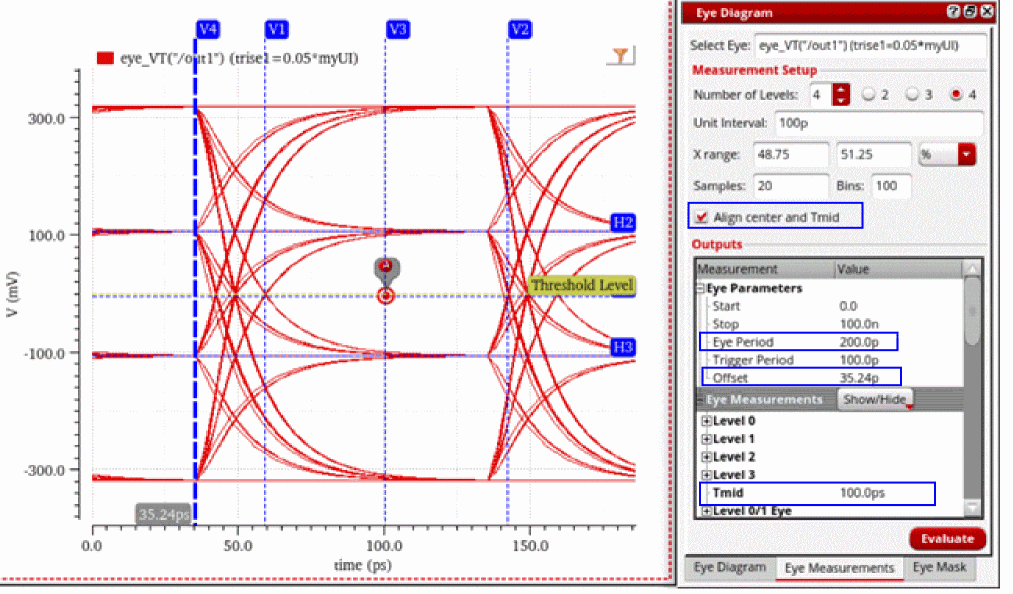 V4 V1 V3 V2
eye_VT("/out1") (trise1=0.05*myUI)
300.0
100.0
-100.0
-300.0
V (mV)
H2
Threshold Level
H3
35.24ps
0.0 50.0 100.0 150.0
time (ps)
Eye Diagram
Select Eye: eye_VT("/out1") (trise1=0.05*myUI)
Measurement Setup
Number of Levels: 4 2 3 4
Unit Interval: 100p
X range: 48.75 51.25 %
Samples: 20 Bins: 100
Align center and Tmid
Outputs
Measurement Value
Eye Parameters
Start 0.0
Stop 100.0n
Eye Period 200.0p
Trigger Period 100.0p
Offset 35.24p
Eye Measurements Show/Hide
Level 0
Level 1
Level 2
Level 3
Tmid 100.0ps
Level 0/1 Eye
Evaluate
Eye Diagram Eye Measurements Eye Mask